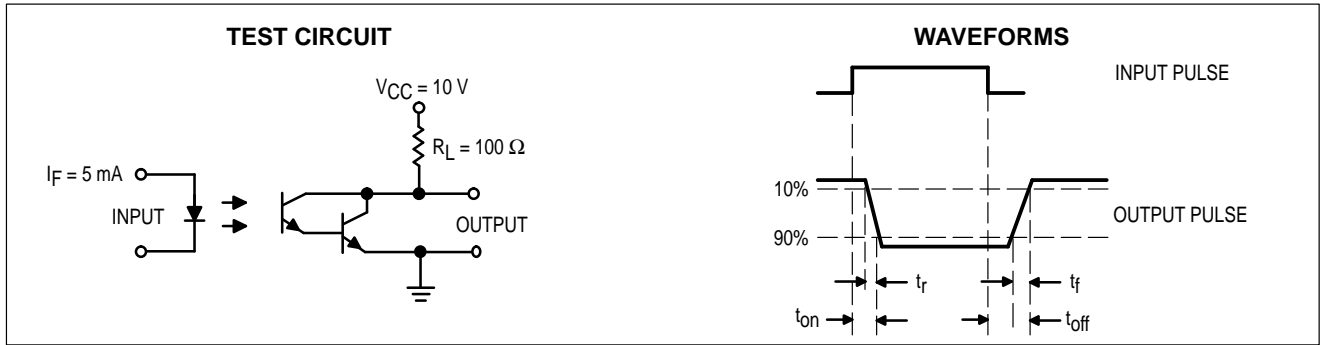 TEST CIRCUIT
VCC = 10 V
RL = 100 Ω
IF = 5 mA
INPUT
OUTPUT
WAVEFORMS
INPUT PULSE
10%
OUTPUT PULSE
90%
tr
tf
ton
toff